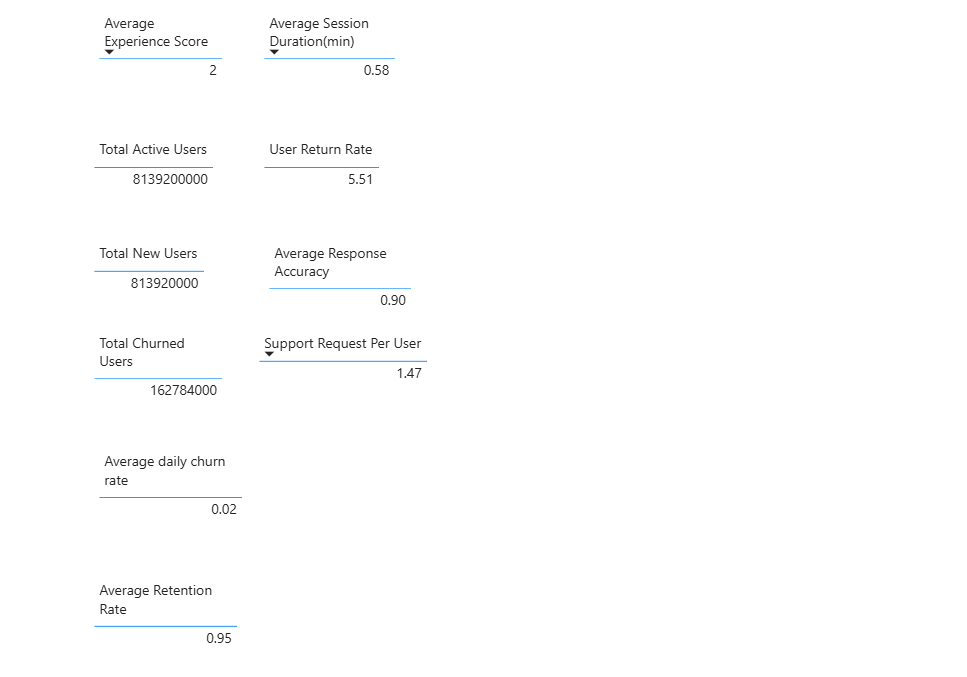 Average
Experience Score
2
Average Session
Duration(min)
0.58
Total Active Users
8139200000
User Return Rate
5.51
Total New Users
813920000
Average Response
Accuracy
0.90
Total Churned
Users
162784000
Support Request Per User
1.47
Average daily churn
rate
0.02
Average Retention
Rate
0.95